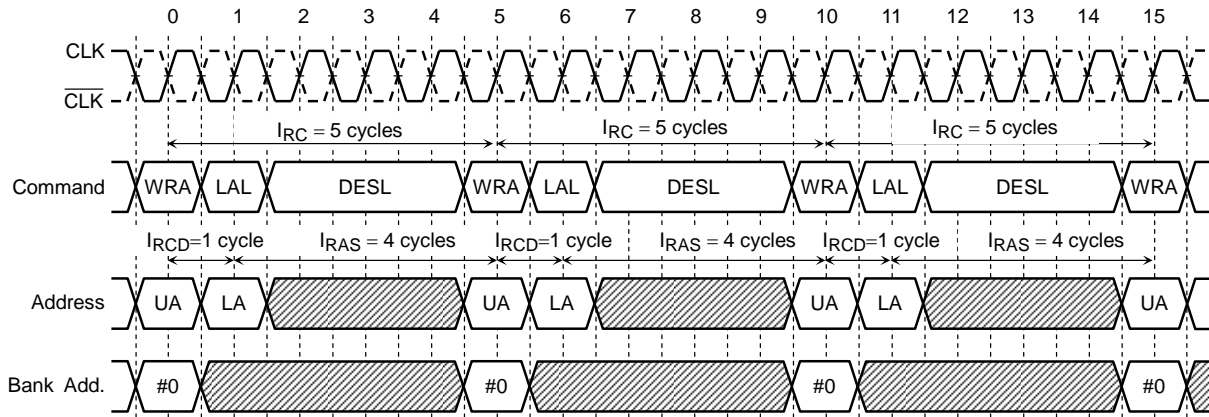 0 1 2 3 4 5 6 7 8 9 10 11 12 13 14 15
CLK
CLK
IRC = 5 cycles IRC = 5 cycles IRC = 5 cycles
Command WRA LAL DESL WRA LAL DESL WRA LAL DESL WRA
IRCD=1 cycle IRAS = 4 cycles IRCD=1 cycle IRAS = 4 cycles IRCD=1 cycle IRAS = 4 cycles
Address UA LA UA LA UA LA UA
Bank Add. #0 #0 #0 #0